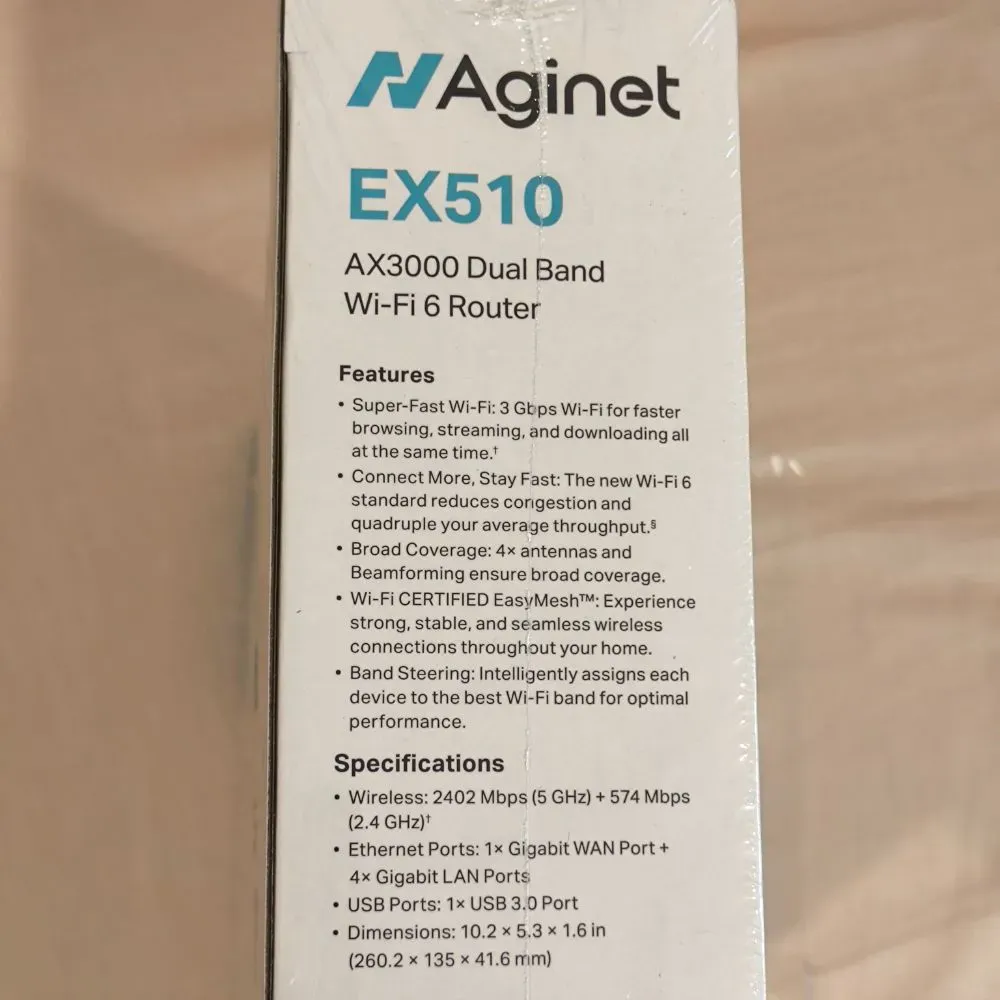 Aginet
EX510
AX3000 Dual Band
Wi-Fi 6 Router
Features
• Super-Fast Wi-Fi: 3 Gbps Wi-Fi for faster
browsing, streaming, and downloading all
at the same time.†
• Connect More, Stay Fast: The new Wi-Fi 6
standard reduces congestion and
quadruple your average throughput.§
• Broad Coverage: 4× antennas and
Beamforming ensure broad coverage.
• Wi-Fi CERTIFIED EasyMesh™: Experience
strong, stable, and seamless wireless
connections throughout your home.
• Band Steering: Intelligently assigns each
device to the best Wi-Fi band for optimal
performance.
Specifications
• Wireless: 2402 Mbps (5 GHz) + 574 Mbps
(2.4 GHz)†
• Ethernet Ports: 1× Gigabit WAN Port +
4× Gigabit LAN Ports
• USB Ports: 1× USB 3.0 Port
• Dimensions: 10.2 × 5.3 × 1.6 in
(260.2 × 135 × 41.6 mm)